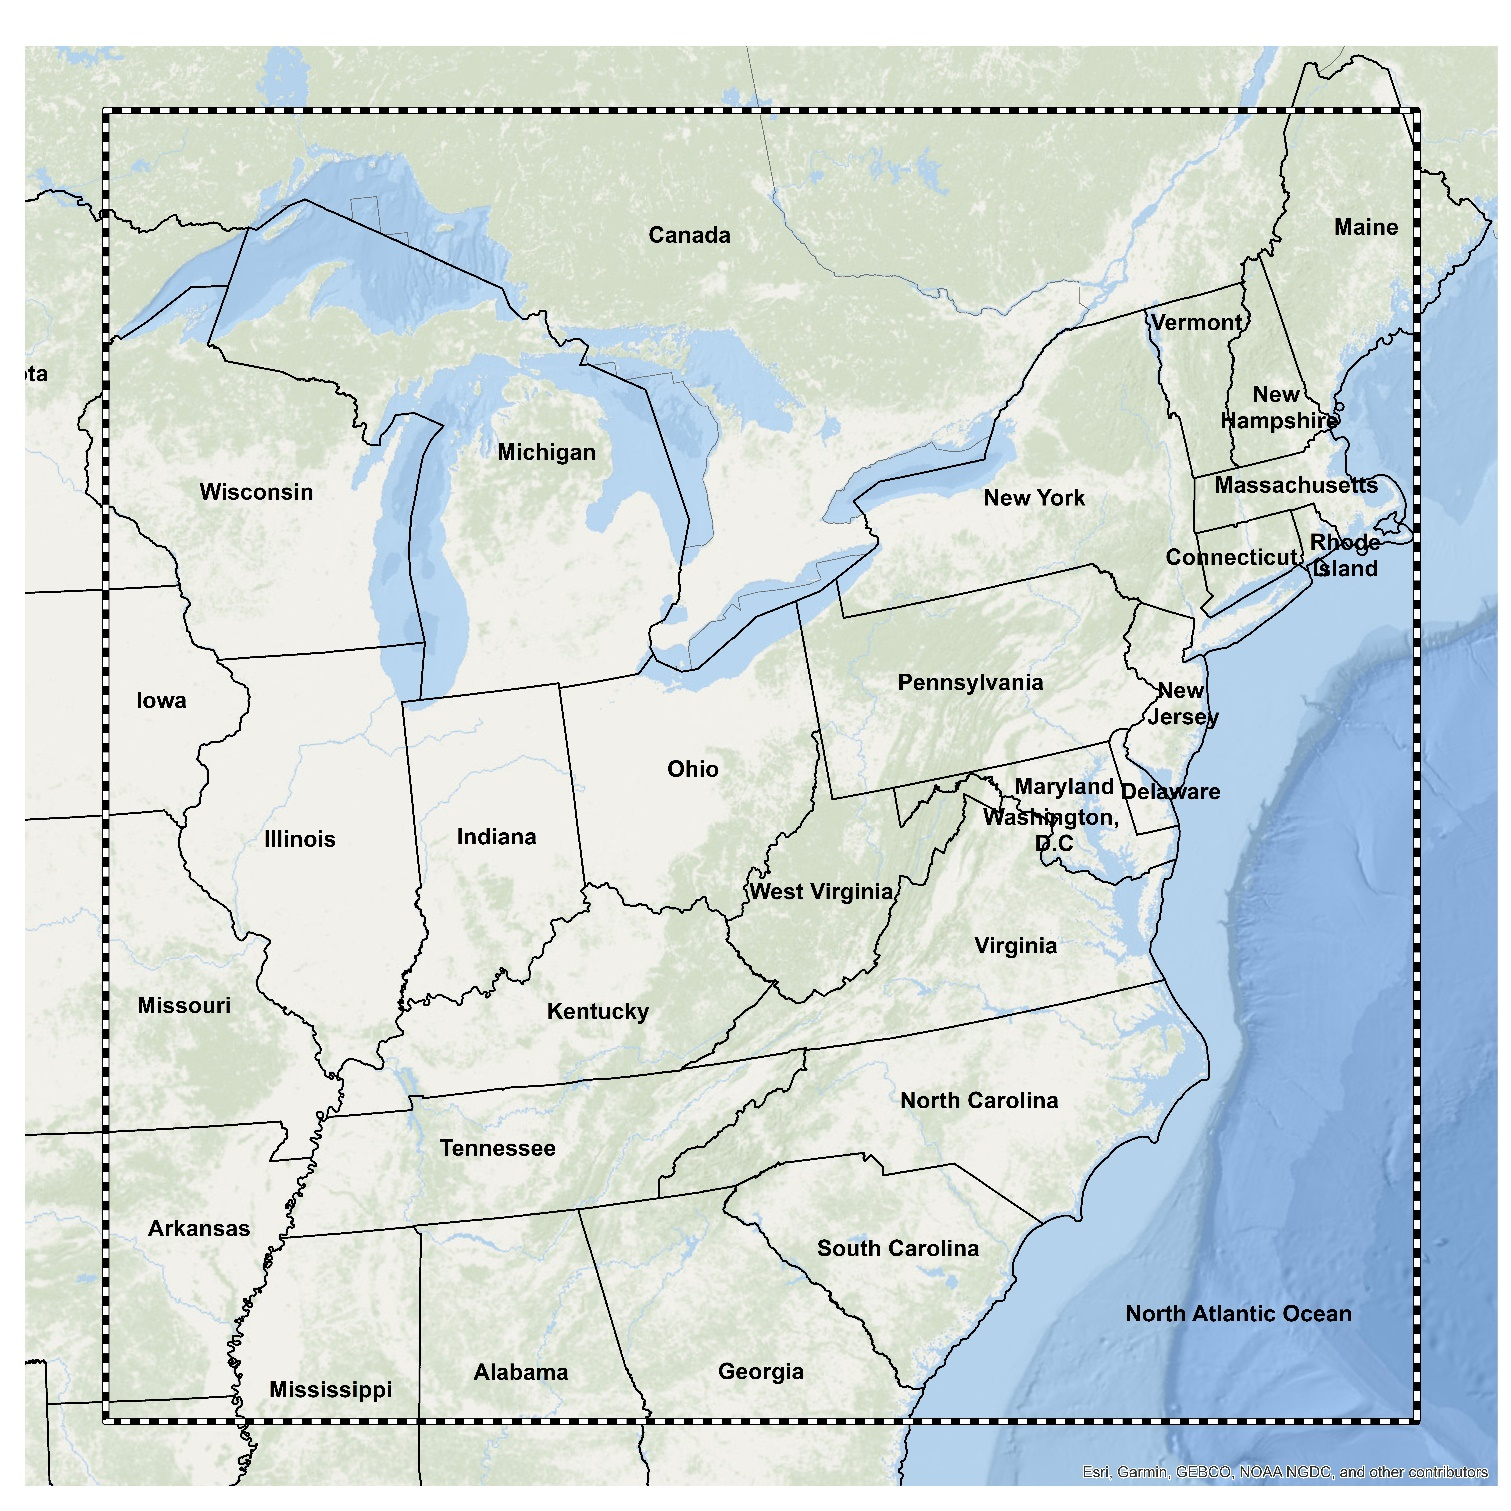 Canada
Maine
Vermont
ta
New
Hampshire
Michigan
Wisconsin
Massachusetts
New York
Rhode
Island
Connecticut
Pennsylvania
New
Jersey
Iowa
Ohio
Maryland
Delaware
Washington,
D.C
Illinois
Indiana
West Virginia
Virginia
Missouri
Kentucky
North Carolina
Tennessee
Arkansas
South Carolina
North Atlantic Ocean
Alabama
Georgia
Mississippi
Esri, Garmin, GEBCO, NOAA NGDC, and other contributors